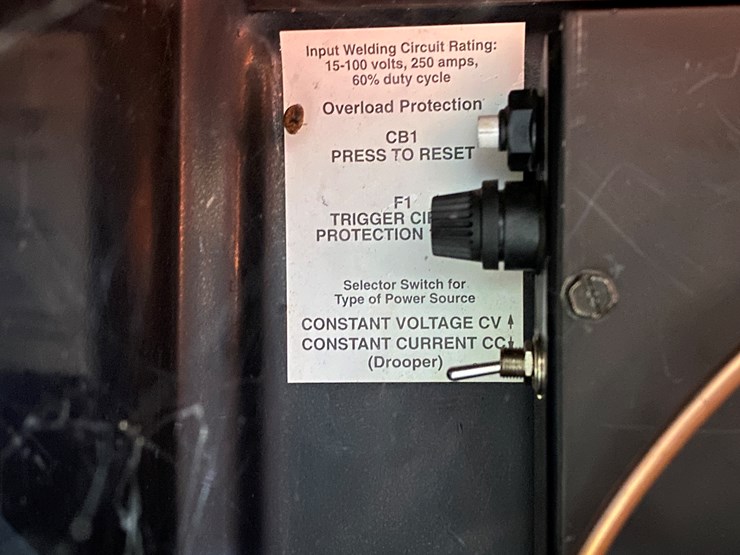 Input Welding Circuit Rating:
15-100 volts, 250 amps,
60% duty cycle
Overload Protection
CB1
PRESS TO RESET
F1
TRIGGER
PROTECTION
Selector Switch for
Type of Power Source
CONSTANT VOLTAGE CV
CONSTANT CURRENT CC
(Drooper)